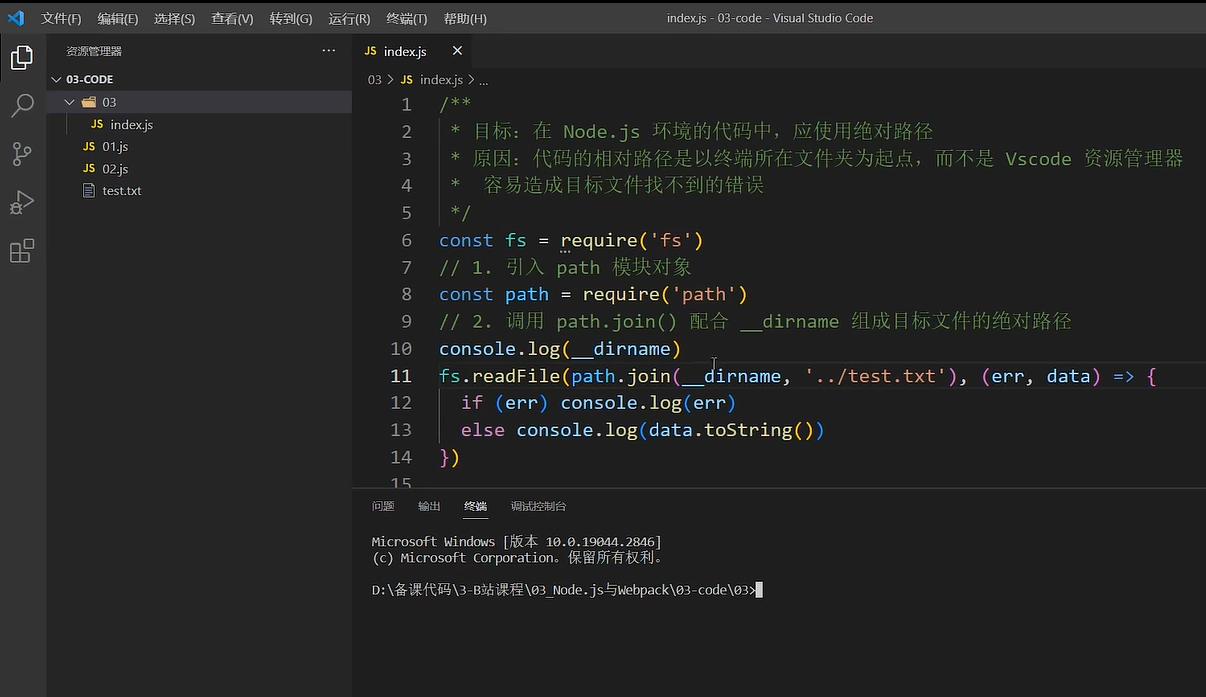 文件(F) 编辑(E) 选择(S) 查看(V) 转到(G) 运行(R) 终端(T) 帮助(H) index.js - 03-code - Visual Studio Code
资源管理器 ...
03-CODE
03
JS index.js
JS 01.js
JS 02.js
test.txt
JS index.js ×
03 > JS index.js > ...
1 /**
2 * 目标：在 Node.js 环境的代码中，应使用绝对路径
3 * 原因：代码的相对路径是以终端所在文件夹为起点，而不是 Vscode 资源管理器
4 * 容易造成目标文件找不到的错误
5 */
6 const fs = require('fs')
7 // 1. 引入 path 模块对象
8 const path = require('path')
9 // 2. 调用 path.join() 配合 __dirname 组成目标文件的绝对路径
10 console.log(__dirname)
11 fs.readFile(path.join(__dirname, '../test.txt'), (err, data) => {
12 if (err) console.log(err)
13 else console.log(data.toString())
14 })
15
问题 输出 终端 调试控制台
Microsoft Windows [版本 10.0.19044.2846]
(c) Microsoft Corporation。保留所有权利。
D:\备课代码\3-B站课程\03_Node.js与Webpack\03-code\03>